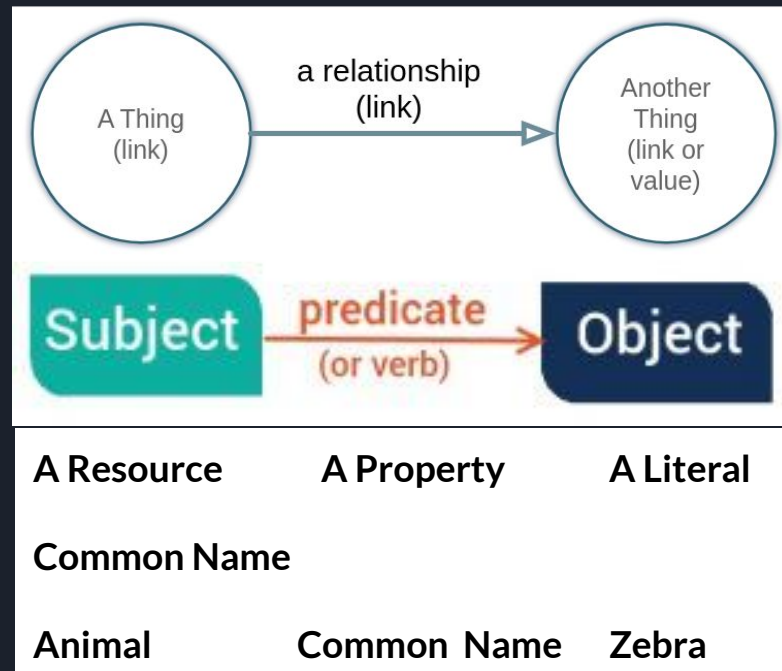 a relationship
(link)
A Thing
(link)
Another
Thing
(link or
value)
Subject
predicate
(or verb)
Object
A Resource A Property A Literal
Common Name
Animal Common Name Zebra